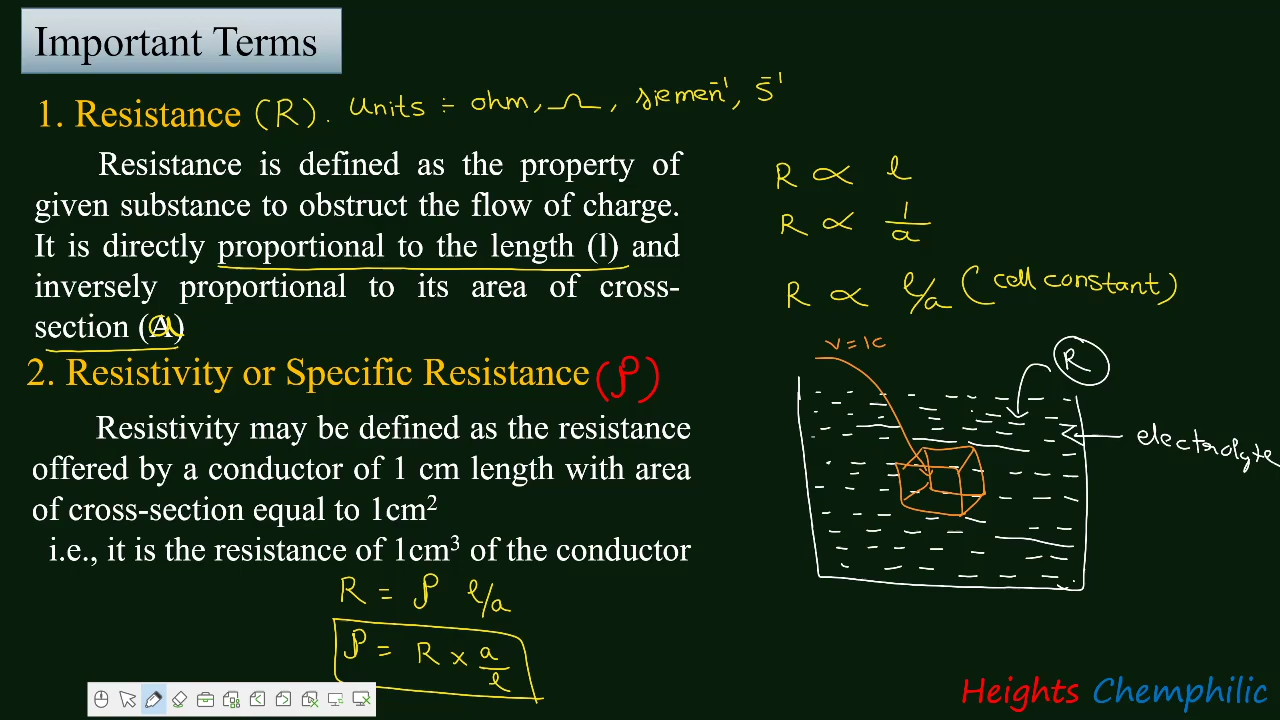 Important Terms
1. Resistance (R). Units :- ohm, Ω, siemen⁻¹, S⁻¹
Resistance is defined as the property of
given substance to obstruct the flow of charge.
It is directly proportional to the length (l) and
inversely proportional to its area of cross-
section (a)
R ∝ l
R ∝ 1/a
R ∝ l/a (cell constant)
2. Resistivity or Specific Resistance (ρ)
Resistivity may be defined as the resistance
offered by a conductor of 1 cm length with area
of cross-section equal to 1cm²
i.e., it is the resistance of 1cm³ of the conductor
R = ρ l/a
ρ = R × a/l
V = 1c
R
electrolyte
Heights Chemphilic